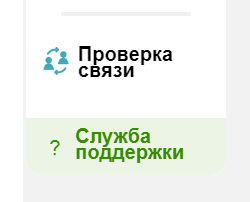 Проверка
связи
? Служба
поддержки